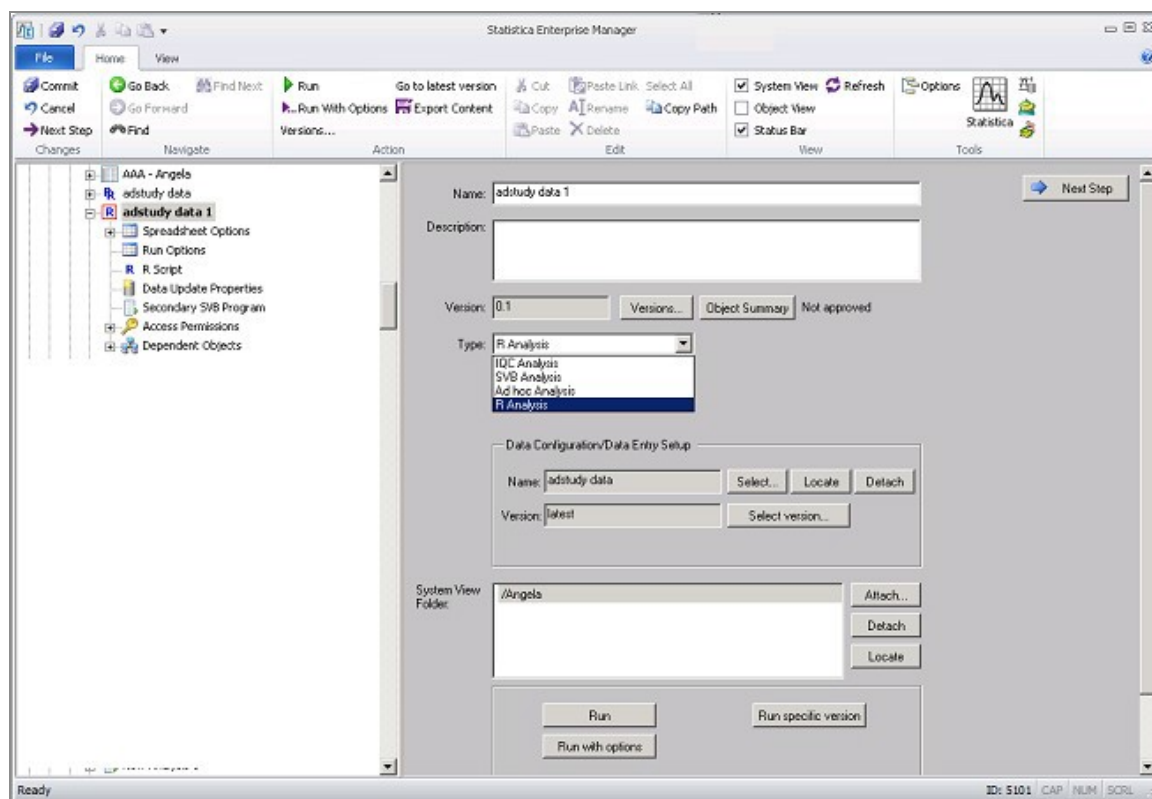 Statistica Enterprise Manager
File Home View
Commit Go Back Find Next Run Go to latest version Cut Paste Link Select All System View Refresh Options
Cancel Go Forward Run With Options Export Content Copy Rename Copy Path Object View Statistica
Next Step Find Versions... Paste Delete Status Bar
Changes Navigate Action Edit View Tools
AAA - Angela
adstudy data
adstudy data 1
Spreadsheet Options
Run Options
R Script
Data Update Properties
Secondary SVB Program
Access Permissions
Dependent Objects
Name: adstudy data 1
Next Step
Description:
Version: 0.1 Versions... Object Summary Not approved
Type: R Analysis
IQC Analysis
SVB Analysis
Ad hoc Analysis
R Analysis
Data Configuration/Data Entry Setup
Name: adstudy data Select... Locate Detach
Version: latest Select version...
System View Folder: /Angela Attach...
Detach
Locate
Run Run specific version
Run with options
Ready ID: 5101 CAP NUM SCRL